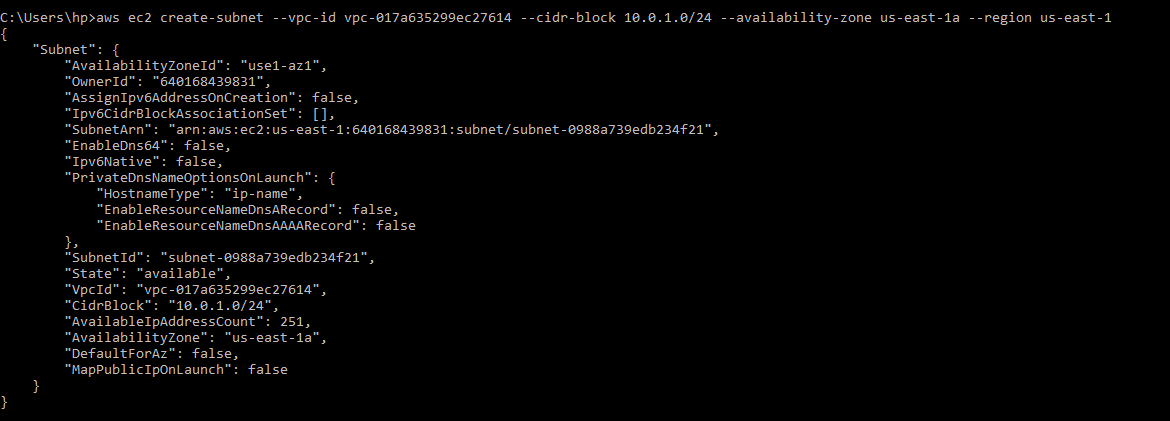 C:\Users\hp>aws ec2 create-subnet --vpc-id vpc-017a635299ec27614 --cidr-block 10.0.1.0/24 --availability-zone us-east-1a --region us-east-1
{
    "Subnet": {
        "AvailabilityZoneId": "use1-az1",
        "OwnerId": "640168439831",
        "AssignIpv6AddressOnCreation": false,
        "Ipv6CidrBlockAssociationSet": [],
        "SubnetArn": "arn:aws:ec2:us-east-1:640168439831:subnet/subnet-0988a739edb234f21",
        "EnableDns64": false,
        "Ipv6Native": false,
        "PrivateDnsNameOptionsOnLaunch": {
            "HostnameType": "ip-name",
            "EnableResourceNameDnsARecord": false,
            "EnableResourceNameDnsAAAARecord": false
        },
        "SubnetId": "subnet-0988a739edb234f21",
        "State": "available",
        "VpcId": "vpc-017a635299ec27614",
        "CidrBlock": "10.0.1.0/24",
        "AvailableIpAddressCount": 251,
        "AvailabilityZone": "us-east-1a",
        "DefaultForAz": false,
        "MapPublicIpOnLaunch": false
    }
}